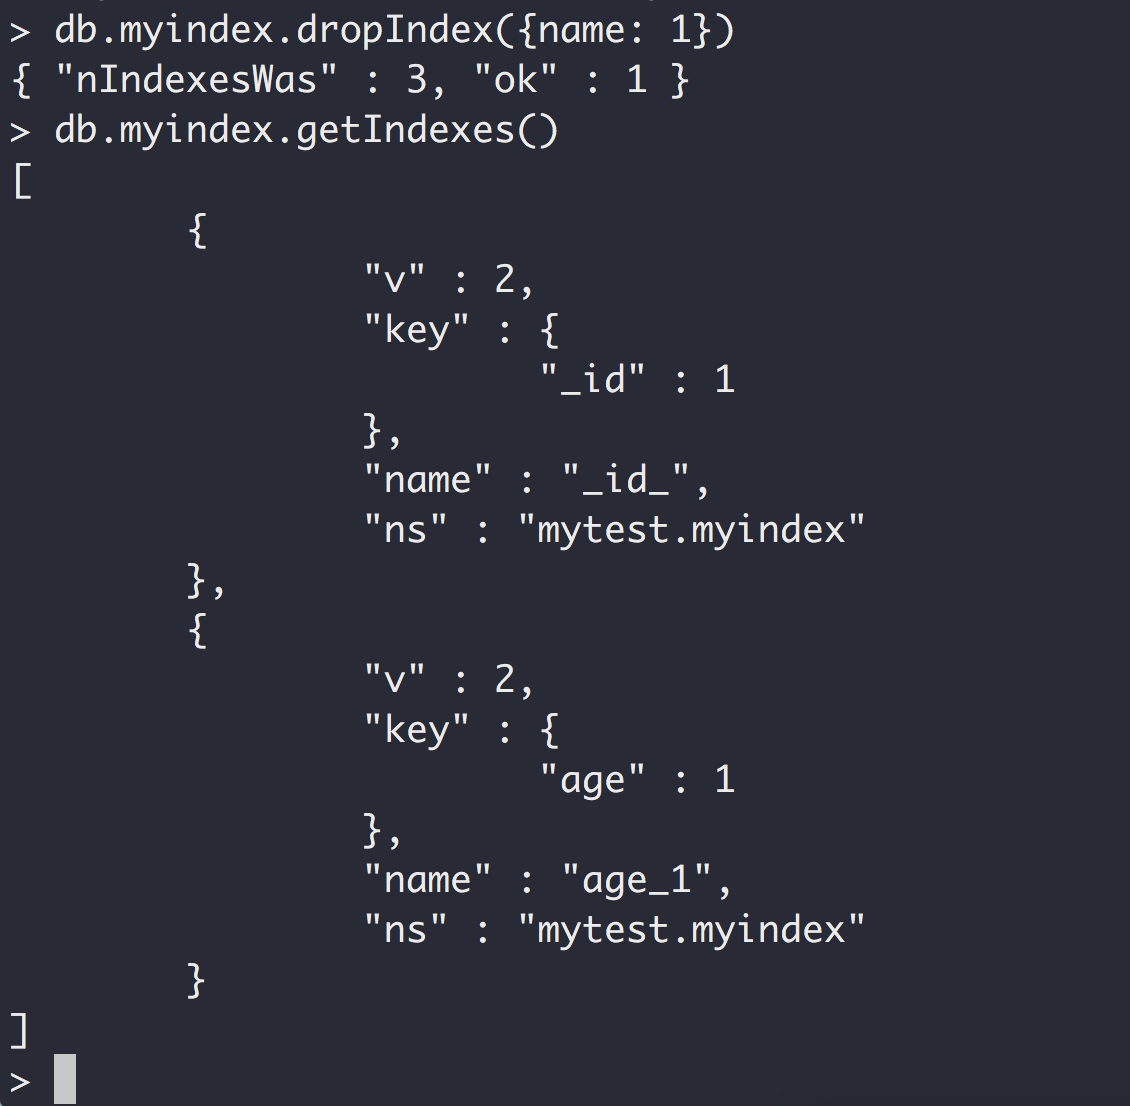 > db.myindex.dropIndex({name: 1})
{ "nIndexesWas" : 3, "ok" : 1 }
> db.myindex.getIndexes()
[
        {
                "v" : 2,
                "key" : {
                        "_id" : 1
                },
                "name" : "_id_",
                "ns" : "mytest.myindex"
        },
        {
                "v" : 2,
                "key" : {
                        "age" : 1
                },
                "name" : "age_1",
                "ns" : "mytest.myindex"
        }
]
>